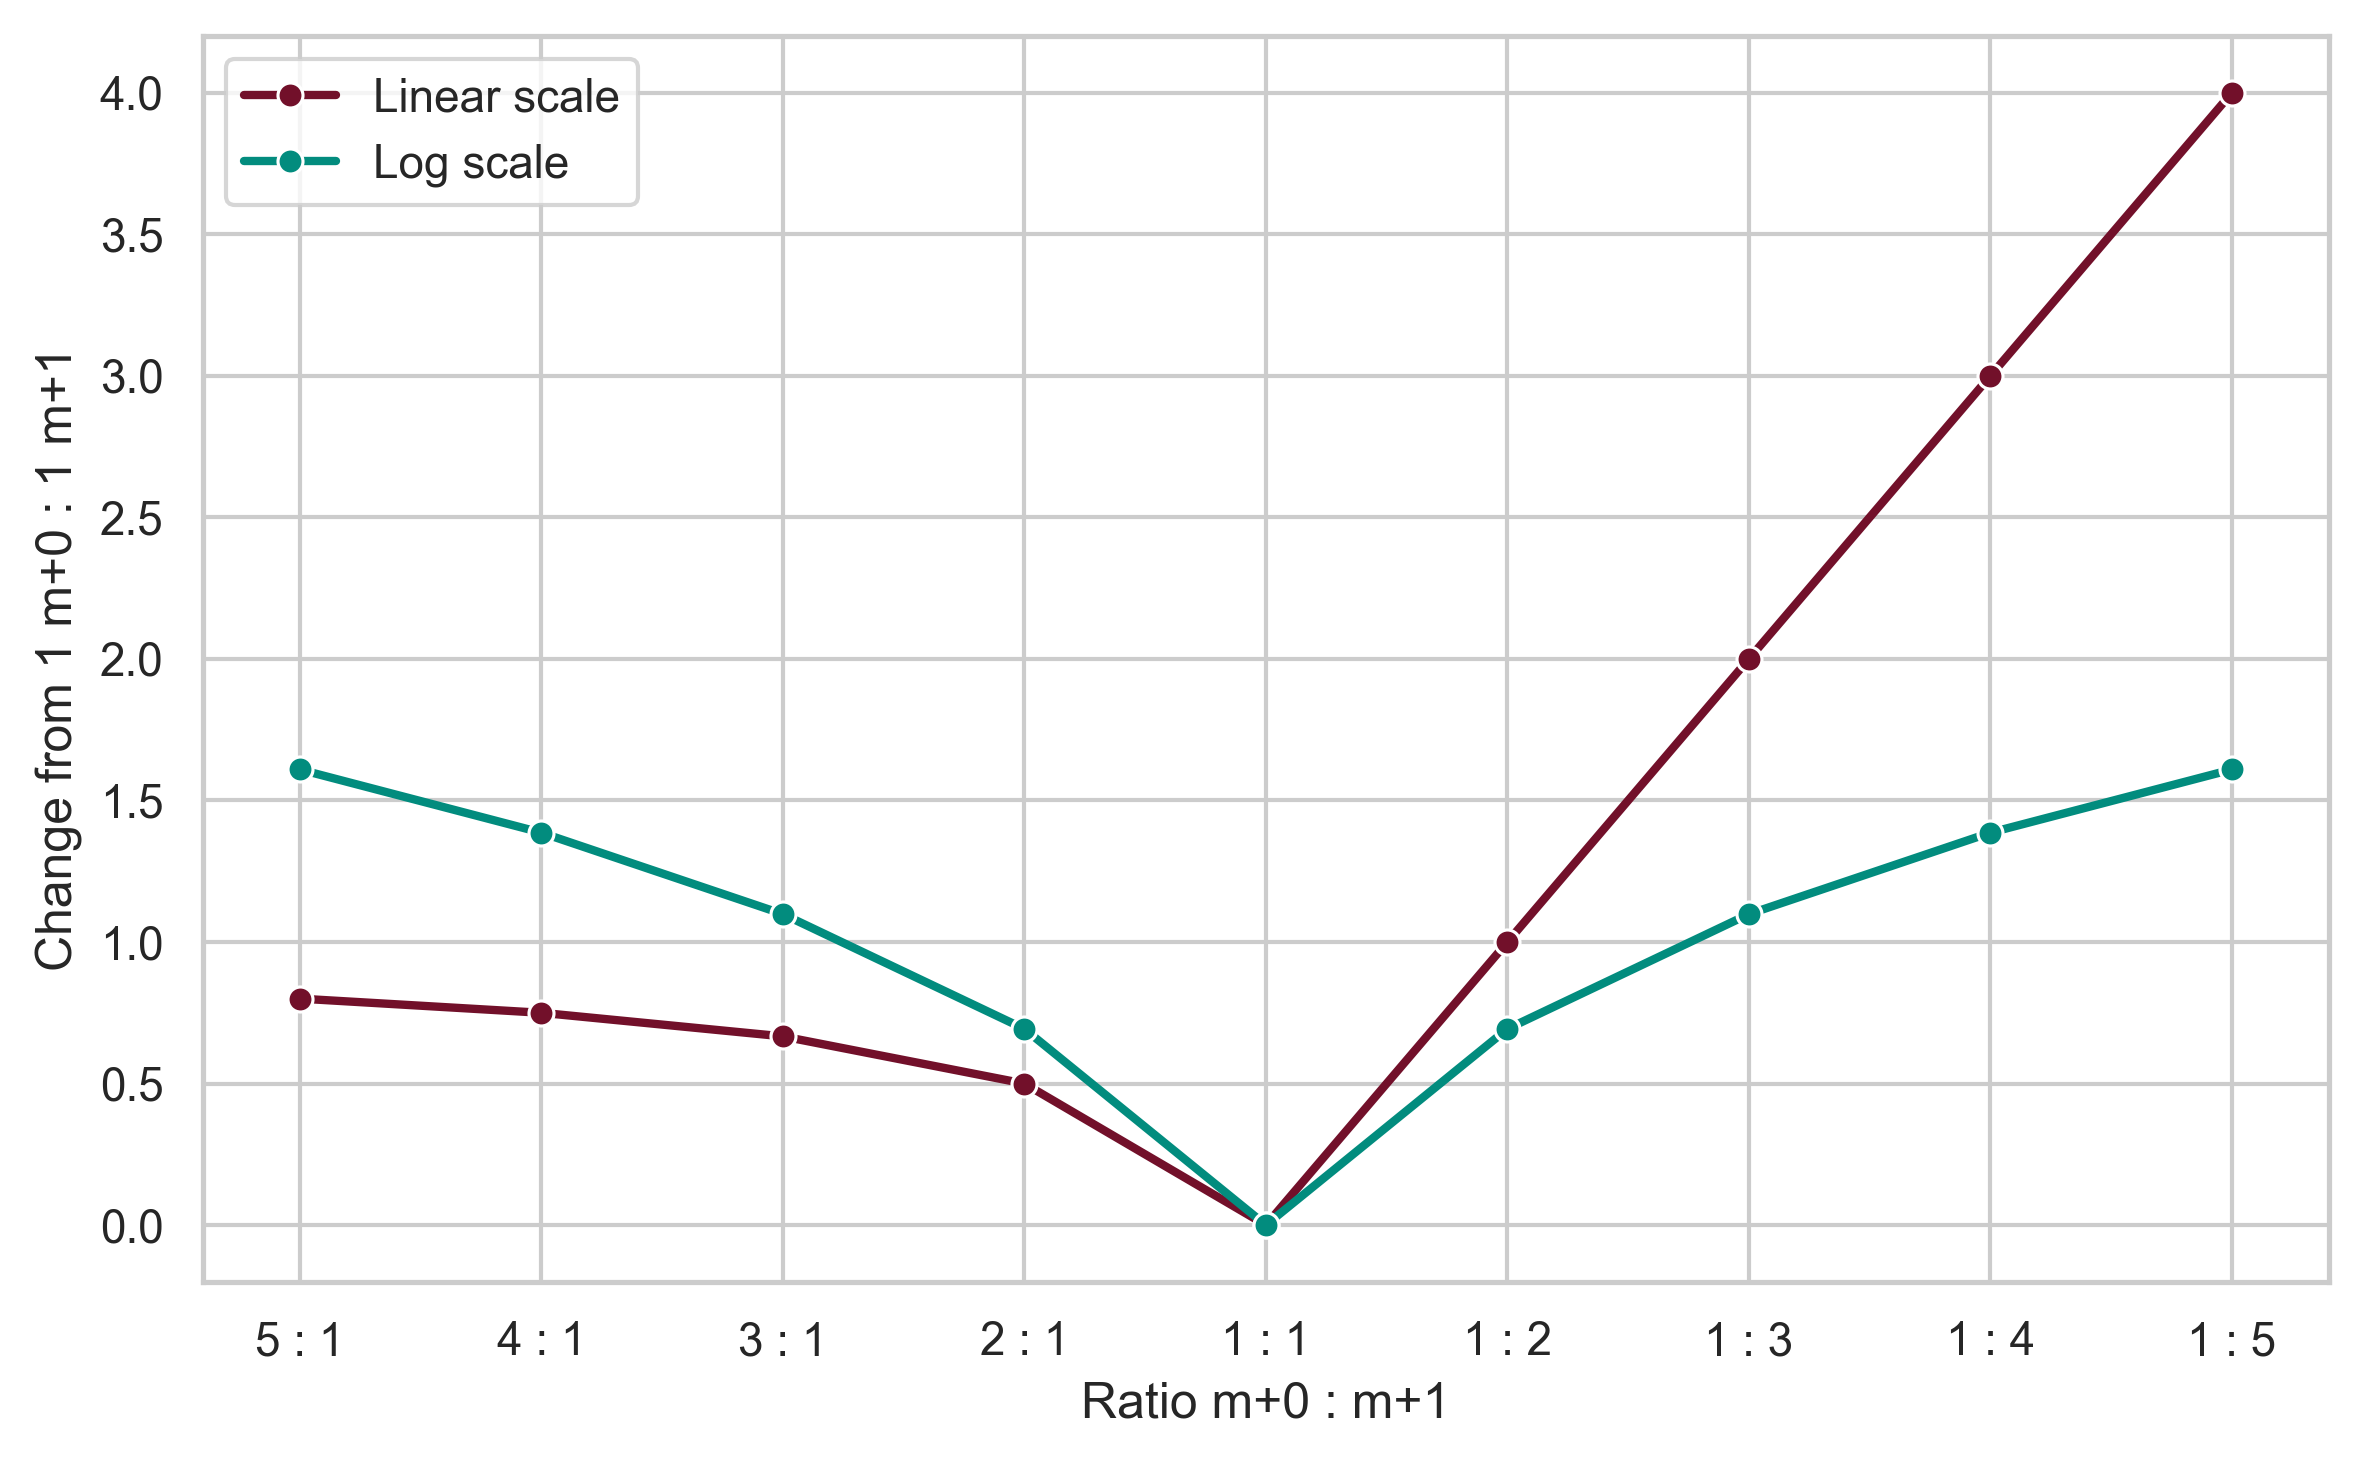 Linear scale
Log scale
4.0
3.5
3.0
2.5
2.0
1.5
1.0
0.5
0.0
Change from 1 m+0 : 1 m+1
5 : 1
4 : 1
3 : 1
2 : 1
1 : 1
1 : 2
1 : 3
1 : 4
1 : 5
Ratio m+0 : m+1